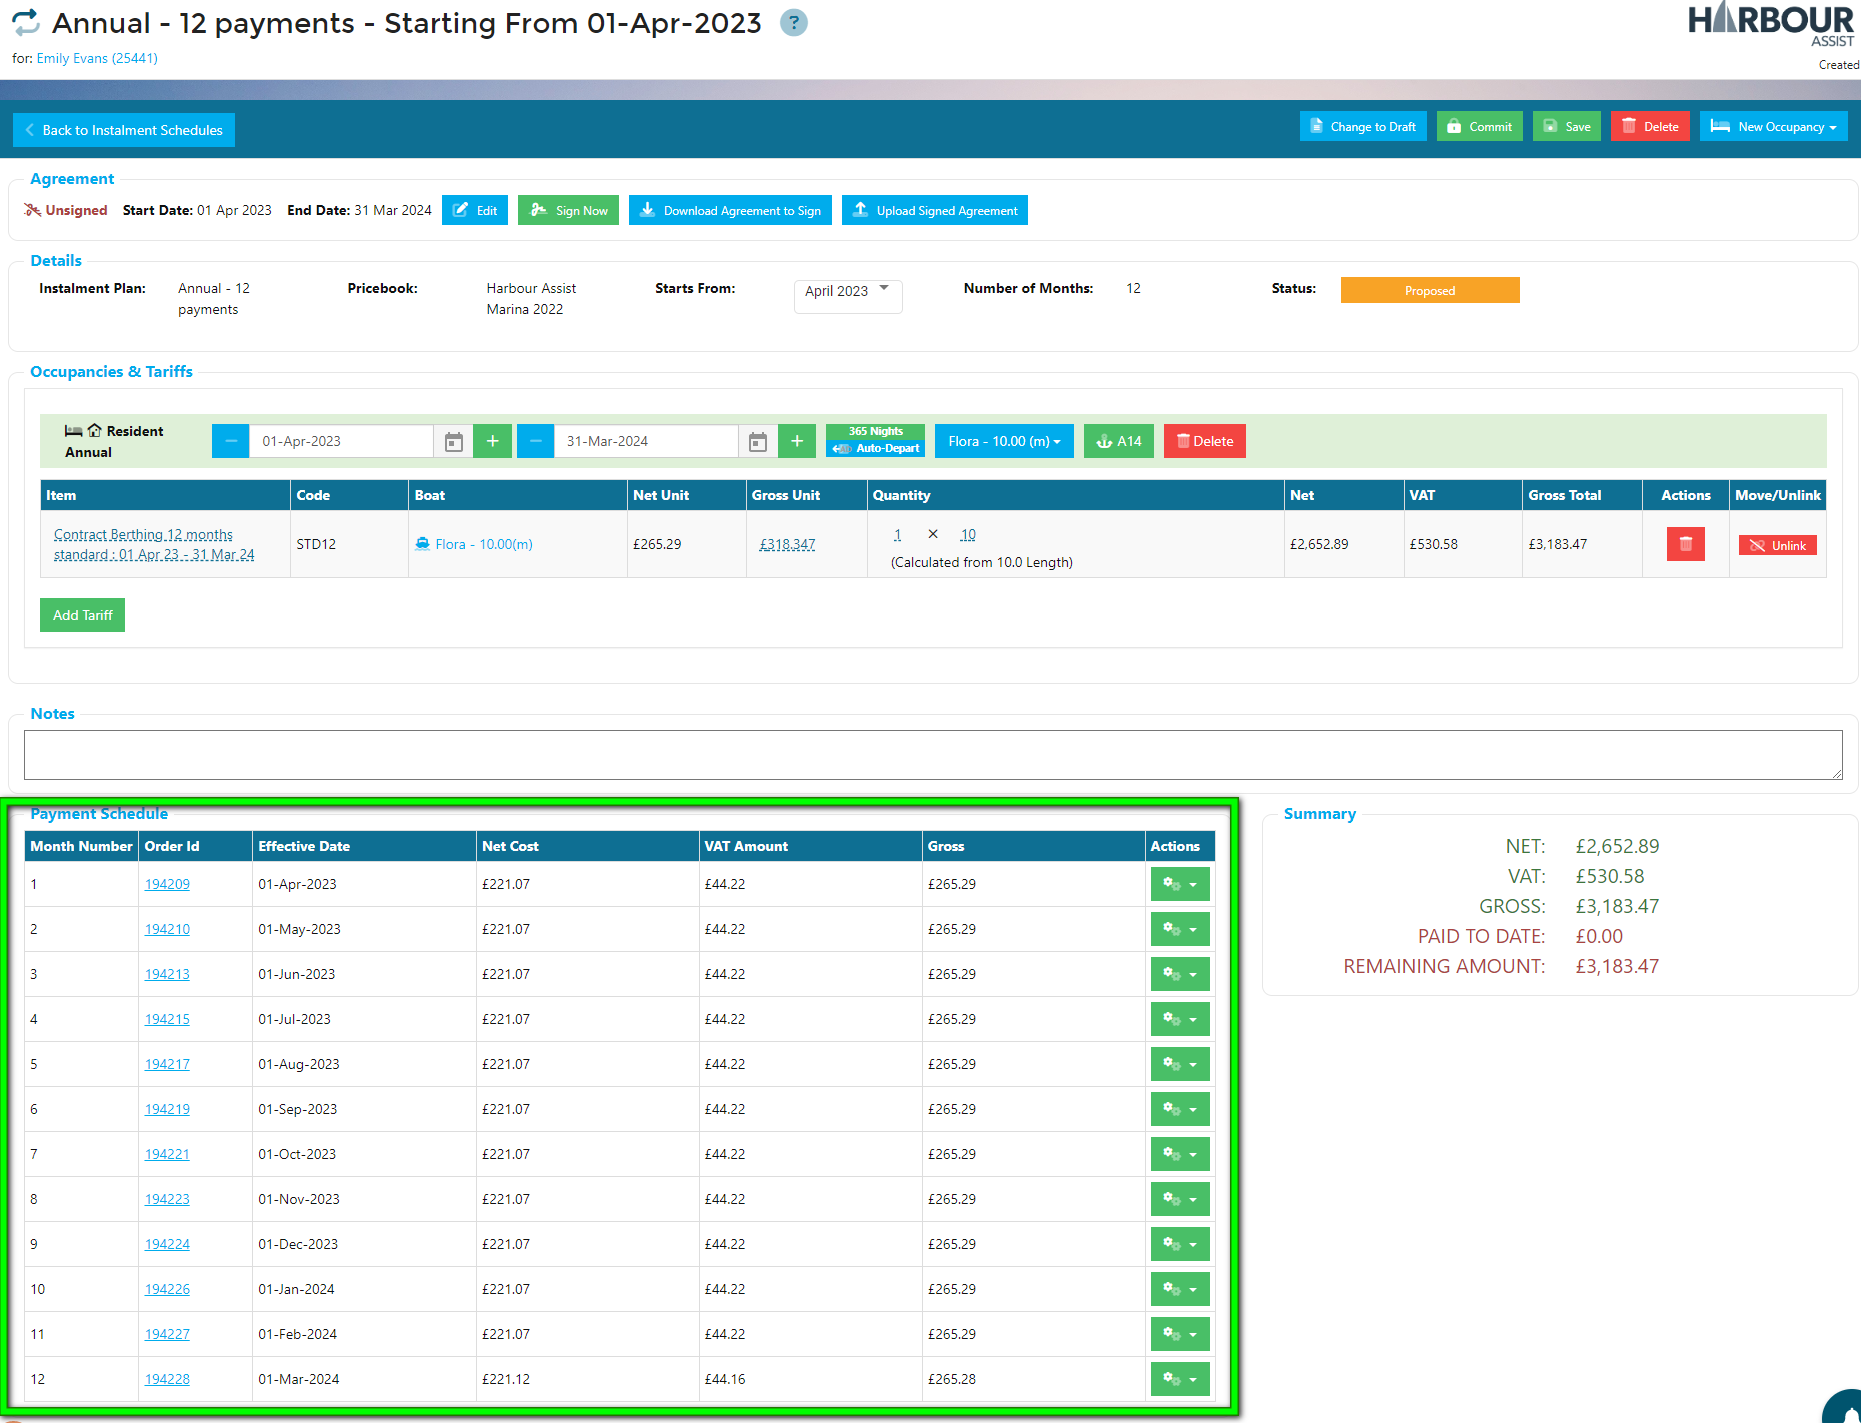 Annual - 12 payments - Starting From 01-Apr-2023 ?
HARBOUR
ASSIST
for: Emily Evans (25441)
Created
Back to Instalment Schedules
Change to Draft Commit Save Delete New Occupancy
Agreement
Unsigned Start Date: 01 Apr 2023 End Date: 31 Mar 2024 Edit Sign Now Download Agreement to Sign Upload Signed Agreement
Details
Instalment Plan: Annual - 12 Pricebook: Harbour Assist Starts From: April 2023 Number of Months: 12 Status: Proposed
payments Marina 2022
Occupancies & Tariffs
Resident
Annual
- 01-Apr-2023 + - 31-Mar-2024 + 365 Nights Flora - 10.00 (m) A14 Delete
Auto-Depart
Item Code Boat Net Unit Gross Unit Quantity Net VAT Gross Total Actions Move/Unlink
Contract Berthing 12 months
standard : 01 Apr 23 - 31 Mar 24
STD12 Flora - 10.00(m) £265.29 £318.347 1 × 10 £2,652.89 £530.58 £3,183.47 Unlink
(Calculated from 10.0 Length)
Add Tariff
Notes
Payment Schedule
Month Number Order Id Effective Date Net Cost VAT Amount Gross Actions
1 194209 01-Apr-2023 £221.07 £44.22 £265.29
2 194210 01-May-2023 £221.07 £44.22 £265.29
3 194213 01-Jun-2023 £221.07 £44.22 £265.29
4 194215 01-Jul-2023 £221.07 £44.22 £265.29
5 194217 01-Aug-2023 £221.07 £44.22 £265.29
6 194219 01-Sep-2023 £221.07 £44.22 £265.29
7 194221 01-Oct-2023 £221.07 £44.22 £265.29
8 194223 01-Nov-2023 £221.07 £44.22 £265.29
9 194224 01-Dec-2023 £221.07 £44.22 £265.29
10 194226 01-Jan-2024 £221.07 £44.22 £265.29
11 194227 01-Feb-2024 £221.07 £44.22 £265.29
12 194228 01-Mar-2024 £221.12 £44.16 £265.28
Summary
NET: £2,652.89
VAT: £530.58
GROSS: £3,183.47
PAID TO DATE: £0.00
REMAINING AMOUNT: £3,183.47